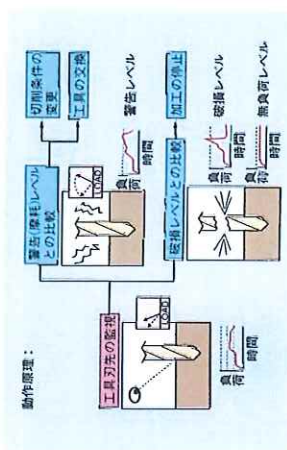 動作原理：
工具刃先の監視
LOAD
負荷
時間
警告(摩耗)レベル
との比較
LOAD
切削条件の
変更
工具の交換
負荷
時間
警告レベル
破損レベルとの比較
加工の停止
負荷
時間
破損レベル
負荷
時間
無負荷レベル